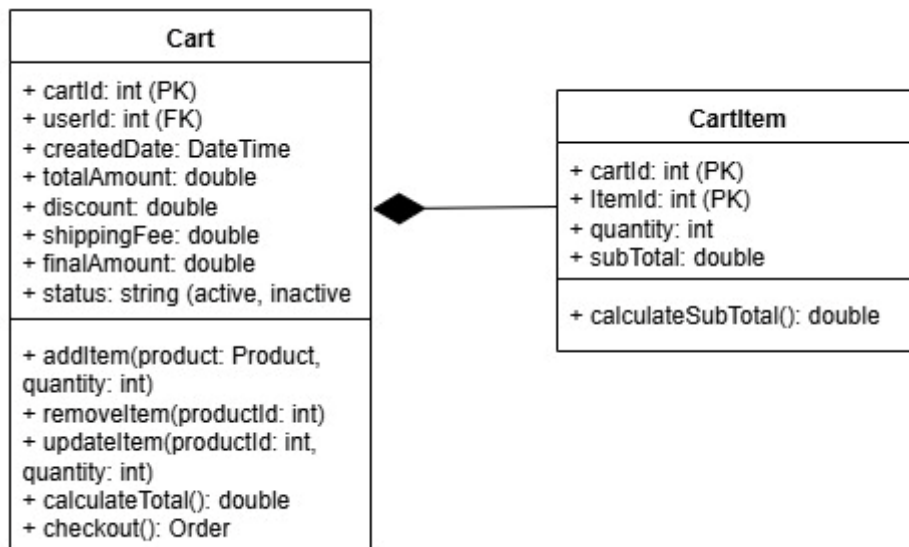 Cart
+ cartId: int (PK)
+ userId: int (FK)
+ createdDate: DateTime
+ totalAmount: double
+ discount: double
+ shippingFee: double
+ finalAmount: double
+ status: string (active, inactive
+ addItem(product: Product,
quantity: int)
+ removeItem(productId: int)
+ updateItem(productId: int,
quantity: int)
+ calculateTotal(): double
+ checkout(): Order
CartItem
+ cartId: int (PK)
+ ItemId: int (PK)
+ quantity: int
+ subTotal: double
+ calculateSubTotal(): double